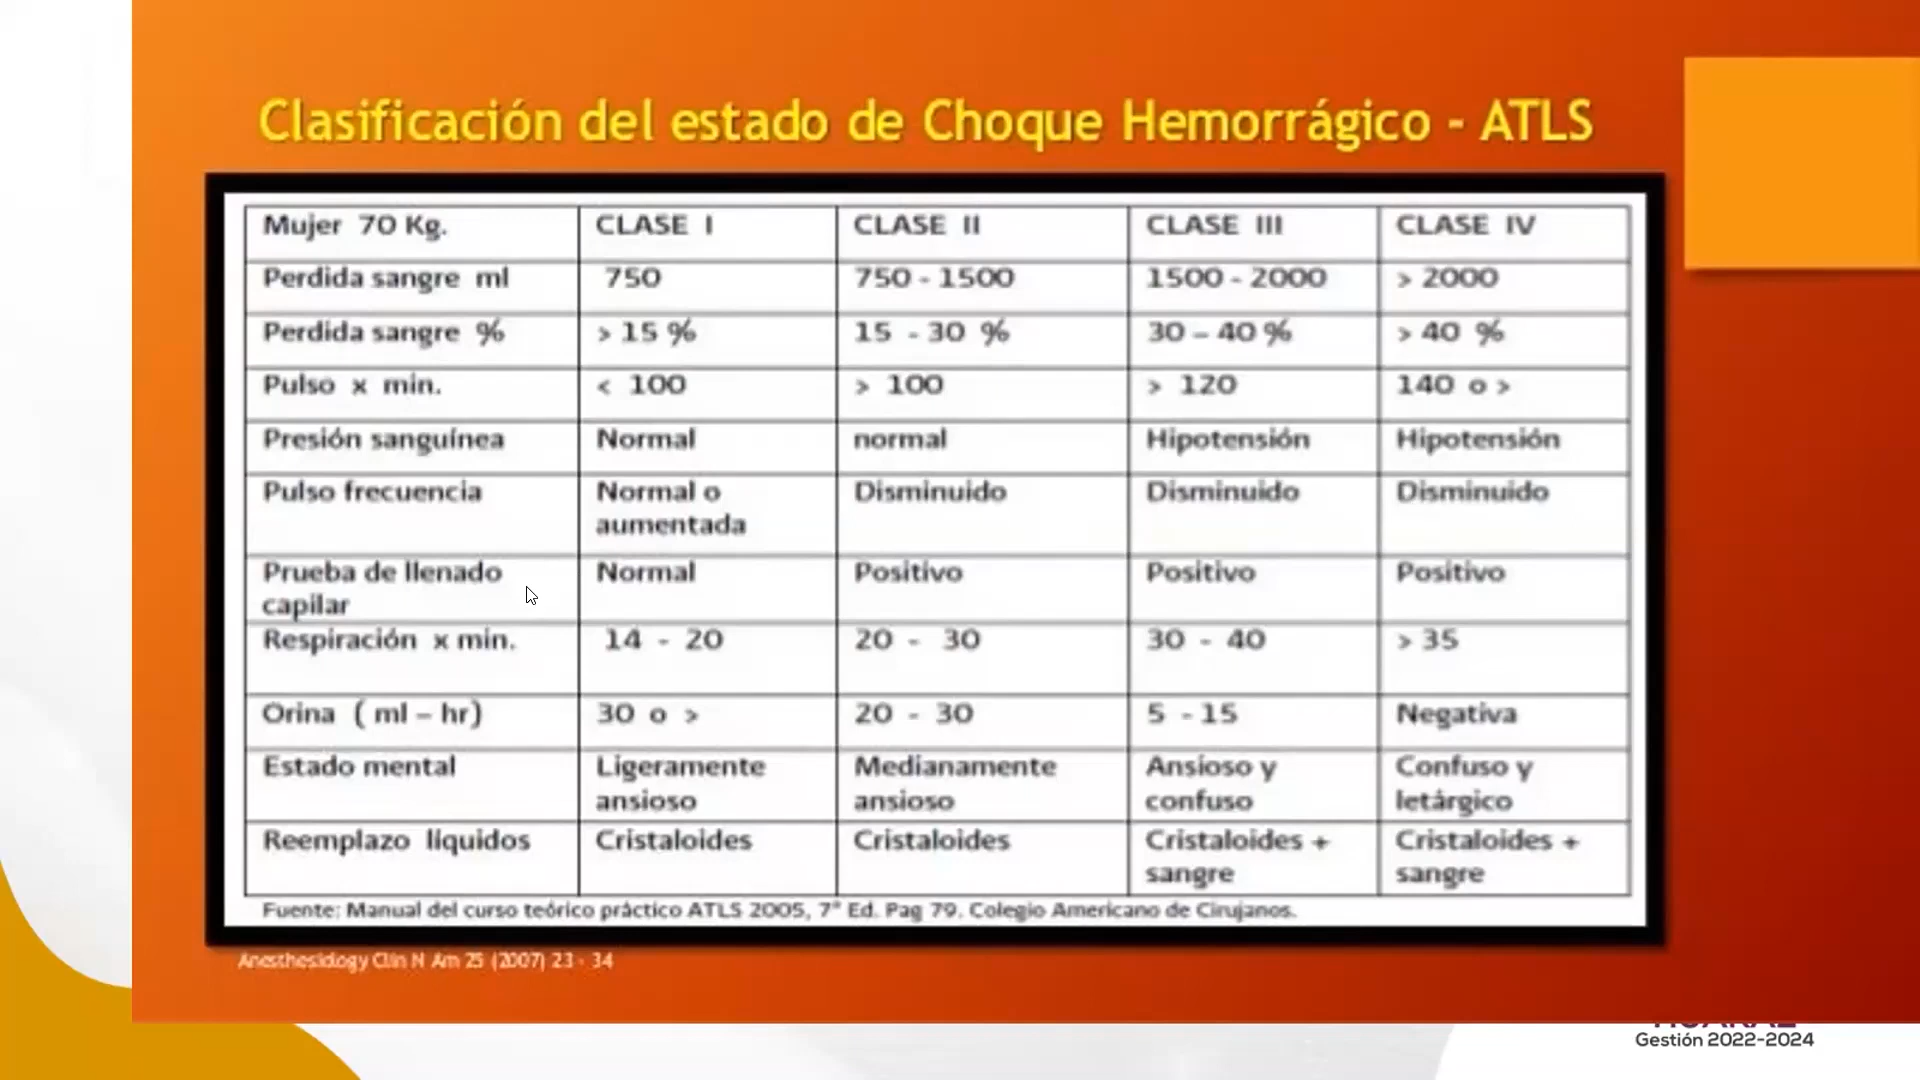 Clasificación del estado de Choque Hemorrágico - ATLS
Mujer 70 Kg. CLASE I CLASE II CLASE III CLASE IV
Perdida sangre ml 750 750 - 1500 1500 - 2000 > 2000
Perdida sangre % > 15 % 15 - 30 % 30 – 40 % > 40 %
Pulso x min. < 100 > 100 > 120 140 o >
Presión sanguínea Normal normal Hipotensión Hipotensión
Pulso frecuencia Normal o aumentada Disminuido Disminuido Disminuido
Prueba de llenado capilar Normal Positivo Positivo Positivo
Respiración x min. 14 - 20 20 - 30 30 - 40 > 35
Orina ( ml – hr) 30 o > 20 - 30 5 - 15 Negativa
Estado mental Ligeramente ansioso Medianamente ansioso Ansioso y confuso Confuso y letárgico
Reemplazo líquidos Cristaloides Cristaloides Cristaloides + sangre Cristaloides + sangre
Fuente: Manual del curso teórico práctico ATLS 2005, 7ª Ed. Pag 79. Colegio Americano de Cirujanos.
Anesthesiology Clin N Am 25 (2007) 23 - 34
Gestión 2022-2024